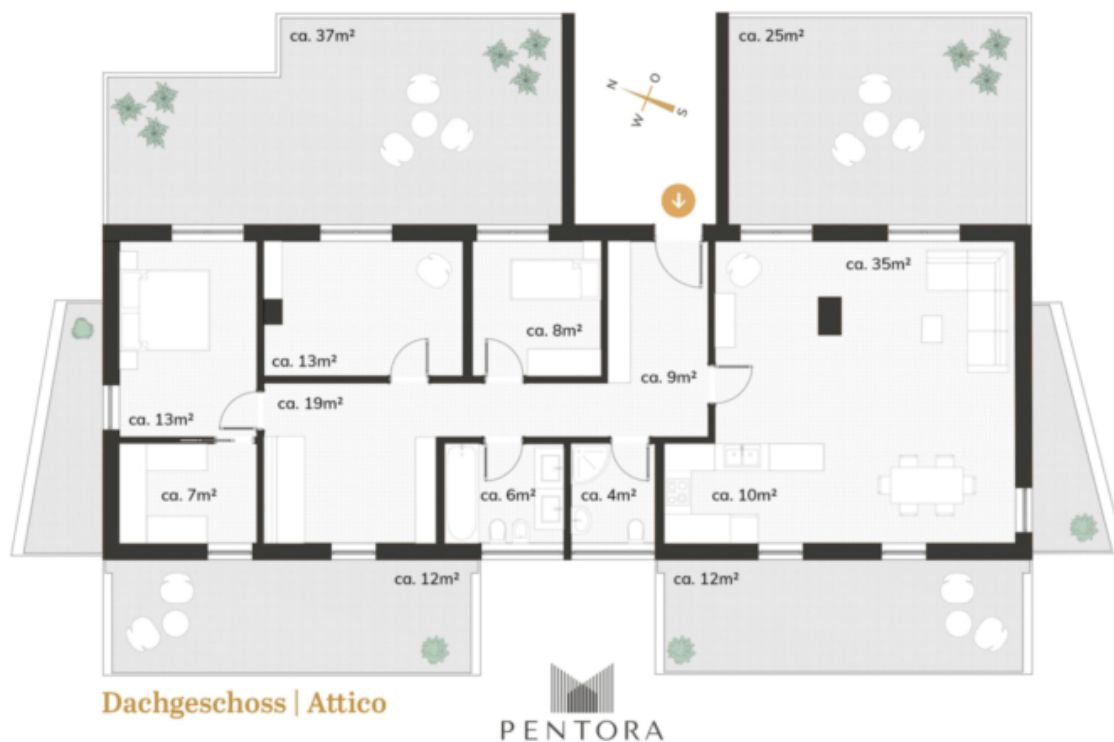 ca. 37m²
ca. 25m²
N
O
W
S
ca. 35m²
ca. 8m²
ca. 13m²
ca. 9m²
ca. 19m²
ca. 13m²
ca. 7m²
ca. 6m²
ca. 4m²
ca. 10m²
ca. 12m²
ca. 12m²
Dachgeschoss | Attico
PENTORA